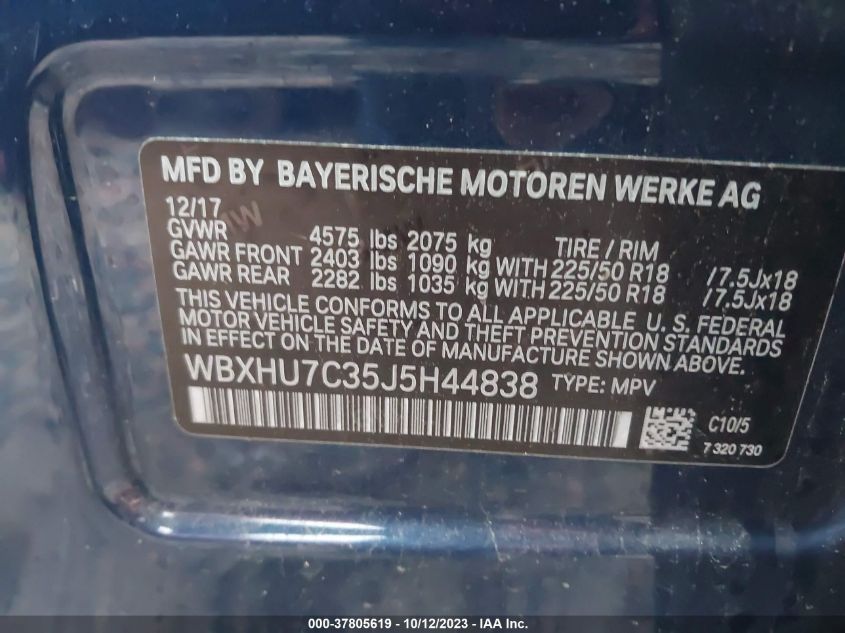 MFD BY BAYERISCHE MOTOREN WERKE AG
12/17
GVWR 4575 lbs 2075 kg TIRE / RIM
GAWR FRONT 2403 lbs 1090 kg WITH 225/50 R18 /7.5Jx18
GAWR REAR 2282 lbs 1035 kg WITH 225/50 R18 /7.5Jx18
THIS VEHICLE CONFORMS TO ALL APPLICABLE U. S. FEDERAL
MOTOR VEHICLE SAFETY AND THEFT PREVENTION STANDARDS
IN EFFECT ON THE DATE OF MANUFACTURE SHOWN ABOVE.
WBXHU7C35J5H44838 TYPE: MPV
C10/5
7 320 730
000-37805619 - 10/12/2023 - IAA Inc.